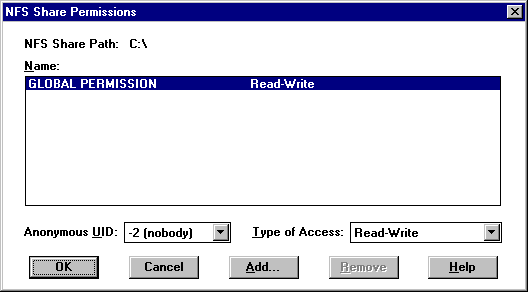 NFS Share Permissions
NFS Share Path: C:\
Name:
GLOBAL PERMISSION Read-Write
Anonymous UID: -2 (nobody) Type of Access: Read-Write
OK Cancel Add... Remove Help